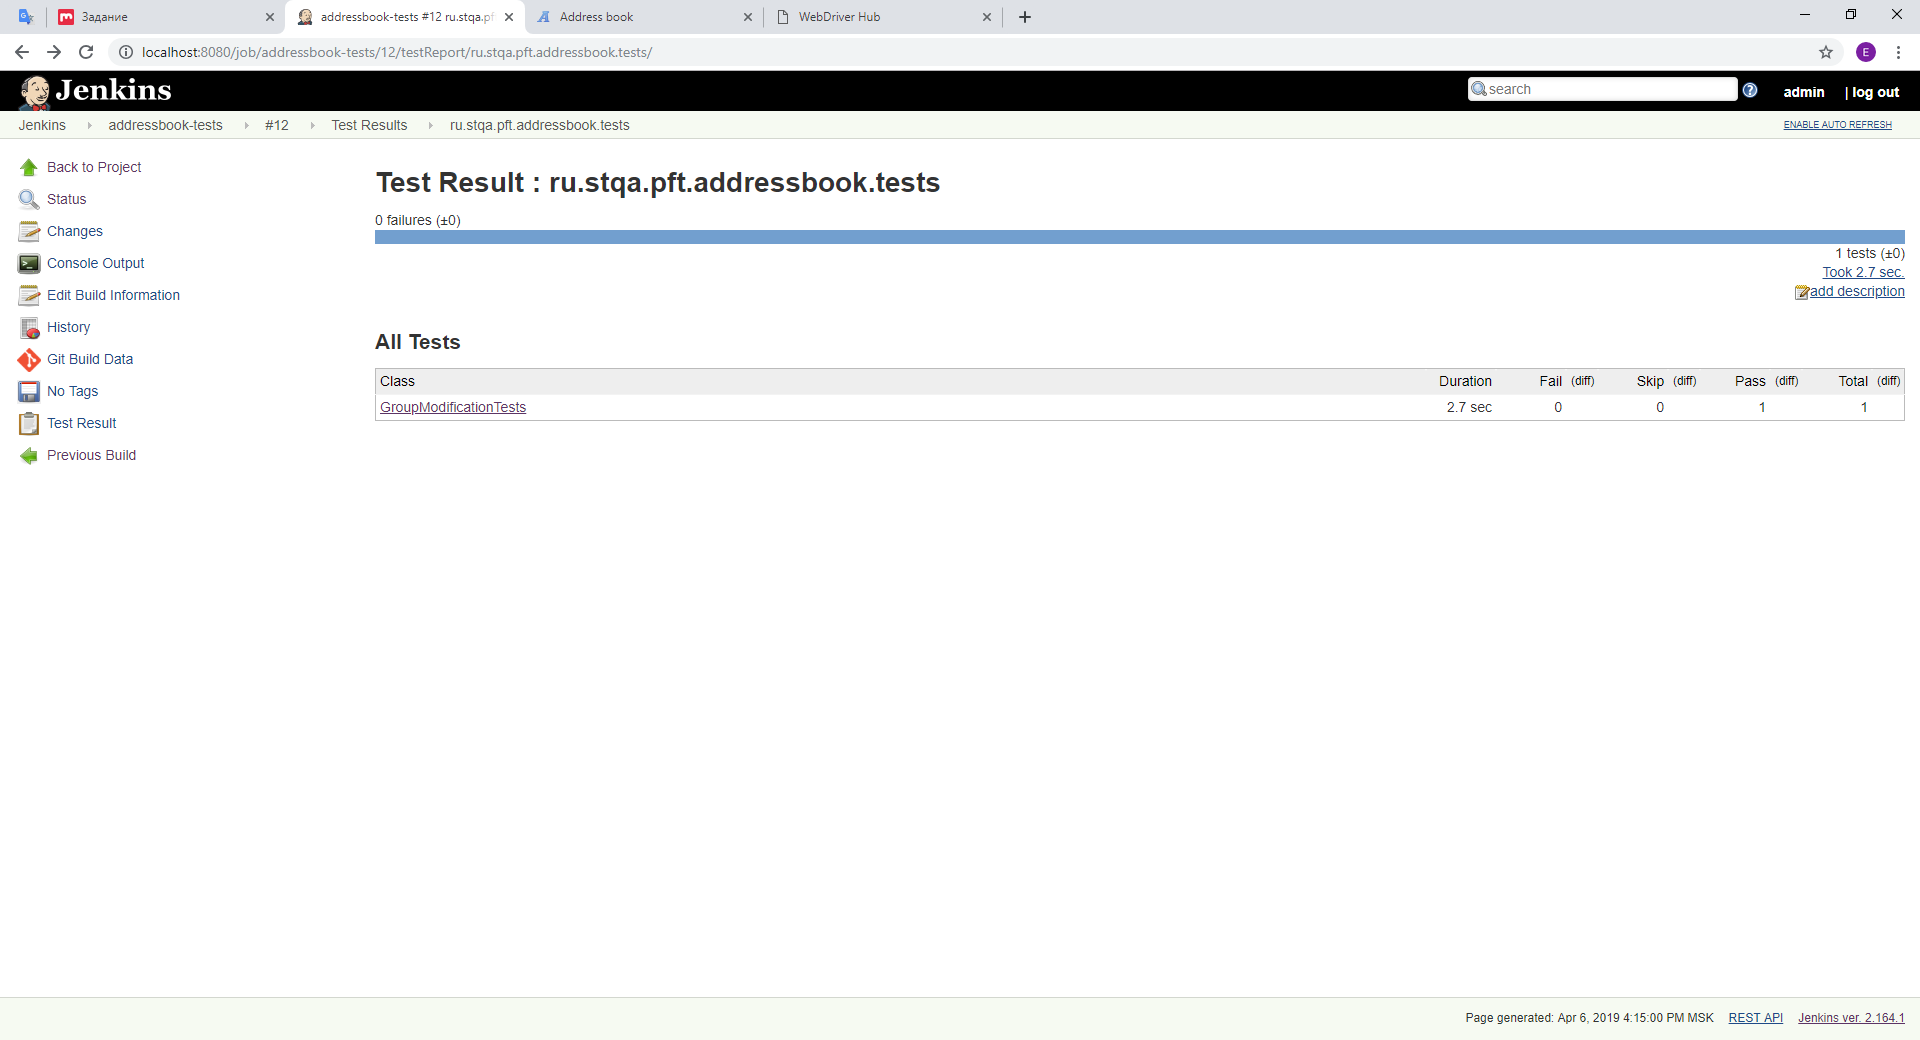 Задание
addressbook-tests #12 ru.stqa.pf
Address book
WebDriver Hub
localhost:8080/job/addressbook-tests/12/testReport/ru.stqa.pft.addressbook.tests/
E
Jenkins
search
?
admin
| log out
Jenkins
addressbook-tests
#12
Test Results
ru.stqa.pft.addressbook.tests
ENABLE AUTO REFRESH
Back to Project
Status
Changes
Console Output
Edit Build Information
History
Git Build Data
No Tags
Test Result
Previous Build
Test Result : ru.stqa.pft.addressbook.tests
0 failures (±0)
1 tests (±0)
Took 2.7 sec.
add description
All Tests
Class Duration Fail (diff) Skip (diff) Pass (diff) Total (diff)
GroupModificationTests 2.7 sec 0 0 1 1
Page generated: Apr 6, 2019 4:15:00 PM MSK REST API Jenkins ver. 2.164.1